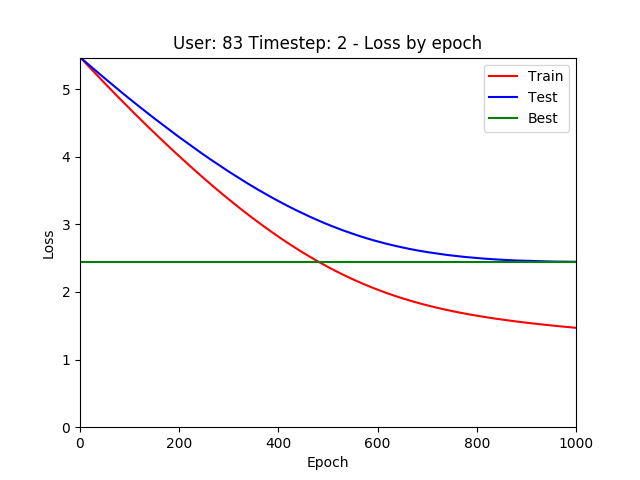 User: 83 Timestep: 2 - Loss by epoch
Train
Test
Best
5
4
3
2
1
0
Loss
0 200 400 600 800 1000
Epoch